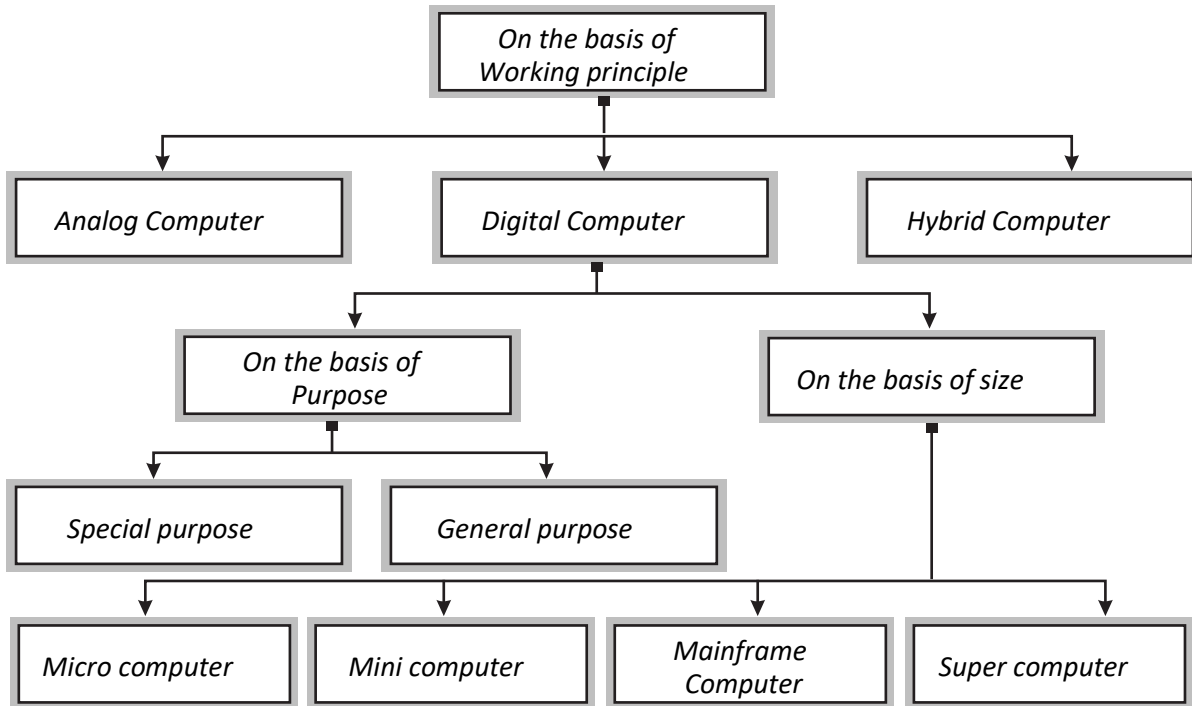 On the basis of
Working principle
Analog Computer
Digital Computer
Hybrid Computer
On the basis of
Purpose
On the basis of size
Special purpose
General purpose
Micro computer
Mini computer
Mainframe
Computer
Super computer